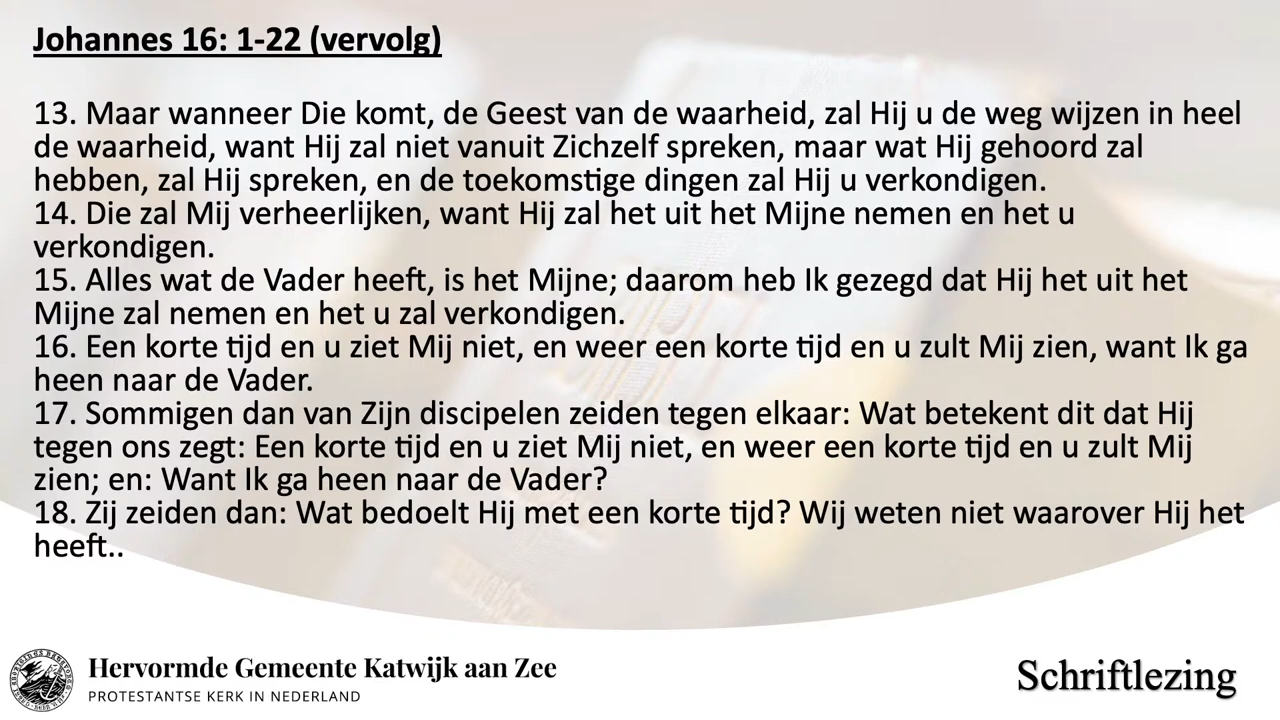 Johannes 16: 1-22 (vervolg)
13. Maar wanneer Die komt, de Geest van de waarheid, zal Hij u de weg wijzen in heel
de waarheid, want Hij zal niet vanuit Zichzelf spreken, maar wat Hij gehoord zal
hebben, zal Hij spreken, en de toekomstige dingen zal Hij u verkondigen.
14. Die zal Mij verheerlijken, want Hij zal het uit het Mijne nemen en het u
verkondigen.
15. Alles wat de Vader heeft, is het Mijne; daarom heb Ik gezegd dat Hij het uit het
Mijne zal nemen en het u zal verkondigen.
16. Een korte tijd en u ziet Mij niet, en weer een korte tijd en u zult Mij zien, want Ik ga
heen naar de Vader.
17. Sommigen dan van Zijn discipelen zeiden tegen elkaar: Wat betekent dit dat Hij
tegen ons zegt: Een korte tijd en u ziet Mij niet, en weer een korte tijd en u zult Mij
zien; en: Want Ik ga heen naar de Vader?
18. Zij zeiden dan: Wat bedoelt Hij met een korte tijd? Wij weten niet waarover Hij het
heeft..
Hervormde Gemeente Katwijk aan Zee
PROTESTANTSE KERK IN NEDERLAND
Schriftlezing